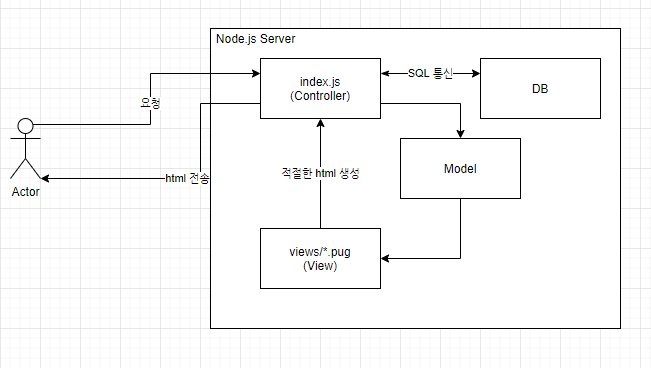 Node.js Server
index.js
(Controller)
SQL 통신
DB
요청
Actor
html 전송
적절한 html 생성
Model
views/*.pug
(View)